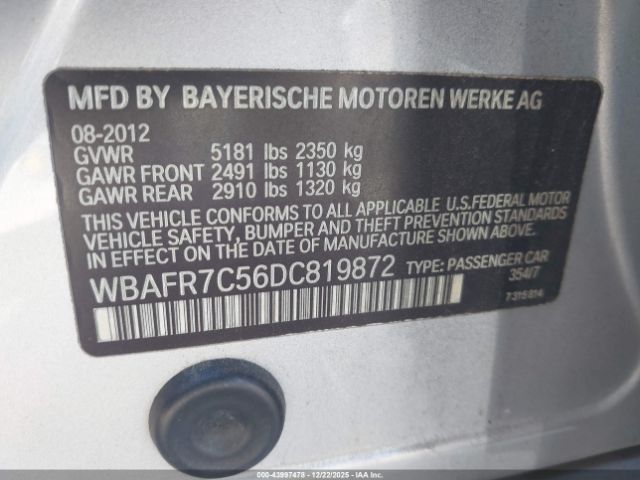 MFD BY BAYERISCHE MOTOREN WERKE AG
08-2012
GVWR 5181 lbs 2350 kg
GAWR FRONT 2491 lbs 1130 kg
GAWR REAR 2910 lbs 1320 kg
THIS VEHICLE CONFORMS TO ALL APPLICABLE U.S.FEDERAL MOTOR
VEHICLE SAFETY, BUMPER AND THEFT PREVENTION STANDARDS
IN EFFECT ON THE DATE OF MANUFACTURE SHOWN ABOVE.
WBAFR7C56DC819872 TYPE: PASSENGER CAR
354I/7
7315814
© 000-43997478 | 12/22/2025 | IAAI.COM